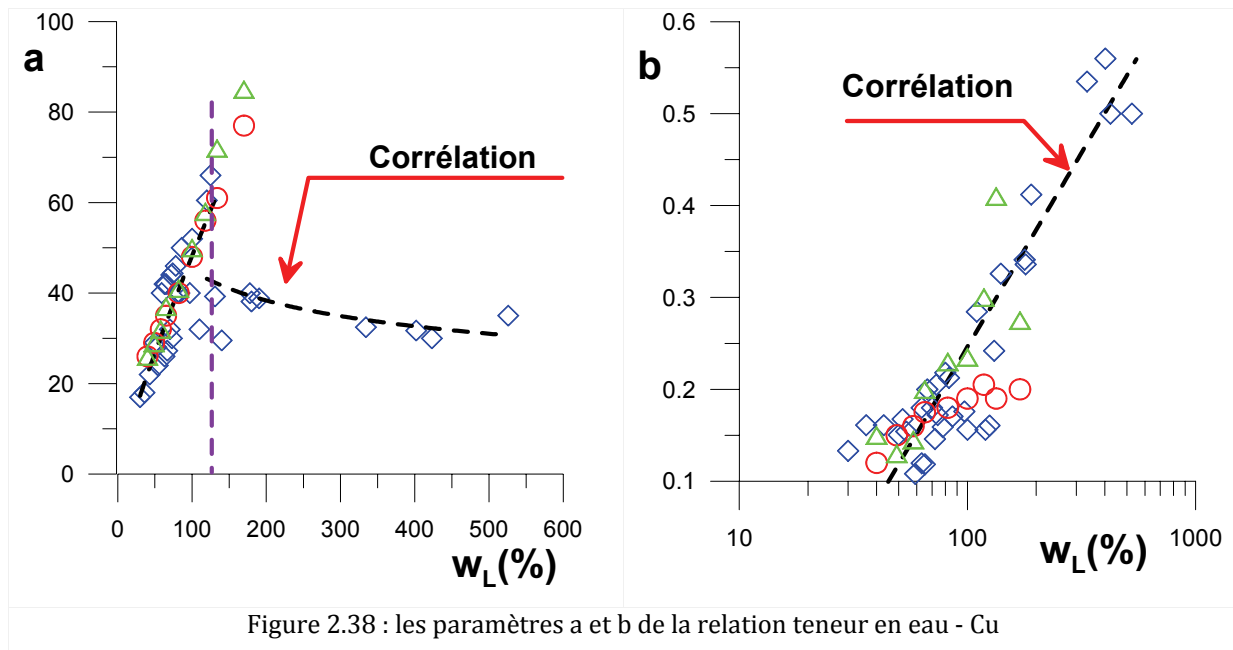 a
100
80
60
40
20
0
0 100 200 300 400 500 600
w_L(%)
Corrélation
b
0.6
0.5
0.4
0.3
0.2
0.1
10 100 1000
w_L(%)
Corrélation
Figure 2.38 : les paramètres a et b de la relation teneur en eau - Cu